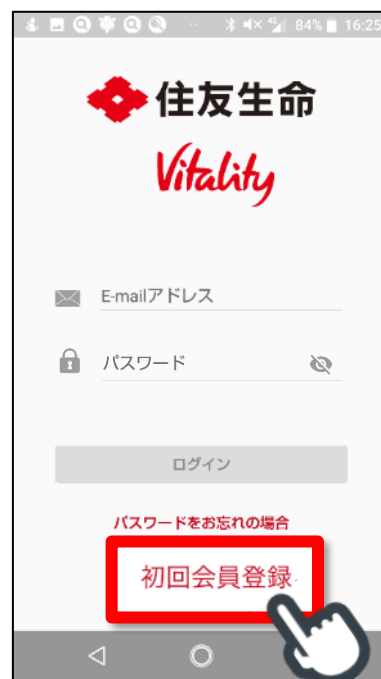 84% 16:25
住友生命
Vitality
E-mailアドレス
パスワード
ログイン
パスワードをお忘れの場合
初回会員登録